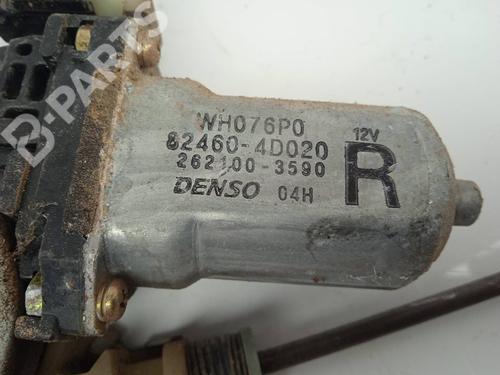 WH076P0
82460-4D020
262100-3590
DENSO 04H
12V
R
B-PARTS